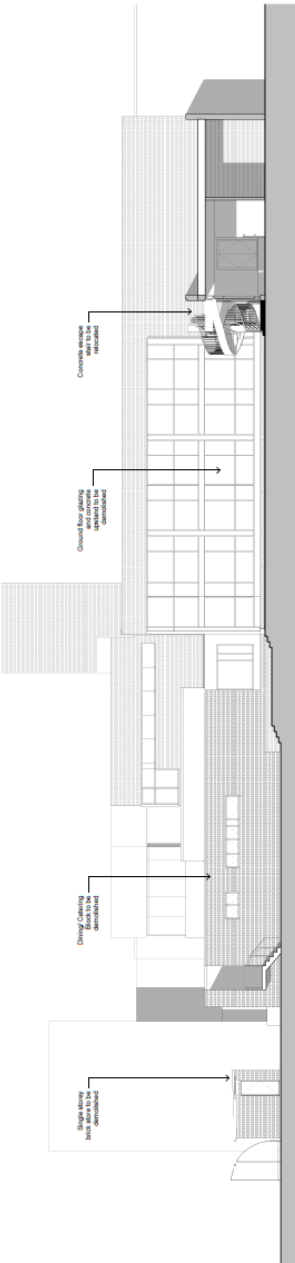 Single storey
brick store to be
demolished
Dining/ Catering
Block to be
demolished
Ground floor glazing
and concrete
upstand to be
demolished
Concrete escape
stair to be
relocated